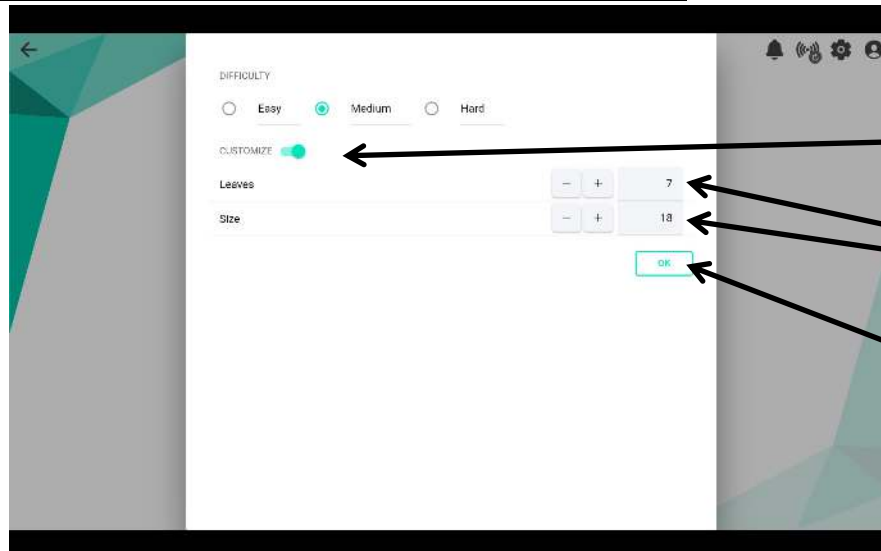 DIFFICULTY
Easy Medium Hard
CUSTOMIZE
Leaves - + 7
Size - + 18
OK